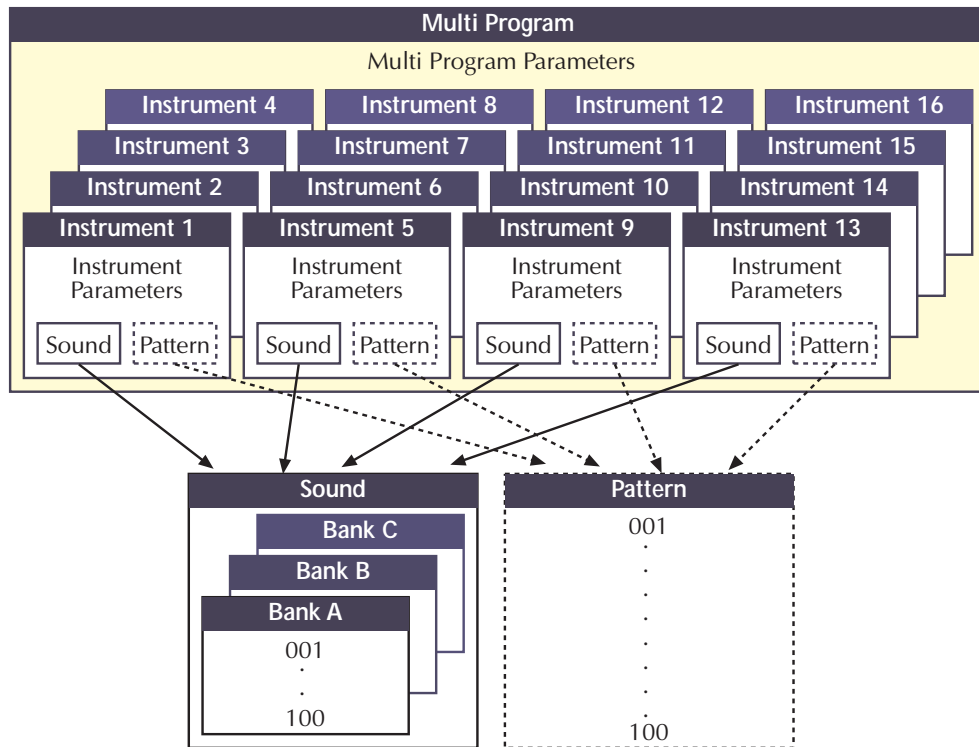 Multi Program
Multi Program Parameters
Instrument 4 Instrument 8 Instrument 12 Instrument 16
Instrument 3 Instrument 7 Instrument 11 Instrument 15
Instrument 2 Instrument 6 Instrument 10 Instrument 14
Instrument 1 Instrument 5 Instrument 9 Instrument 13
Instrument Instrument Instrument Instrument
Parameters Parameters Parameters Parameters
Sound Pattern Sound Pattern Sound Pattern Sound Pattern
Sound Pattern
Bank C 001
Bank B
Bank A
001
100 100